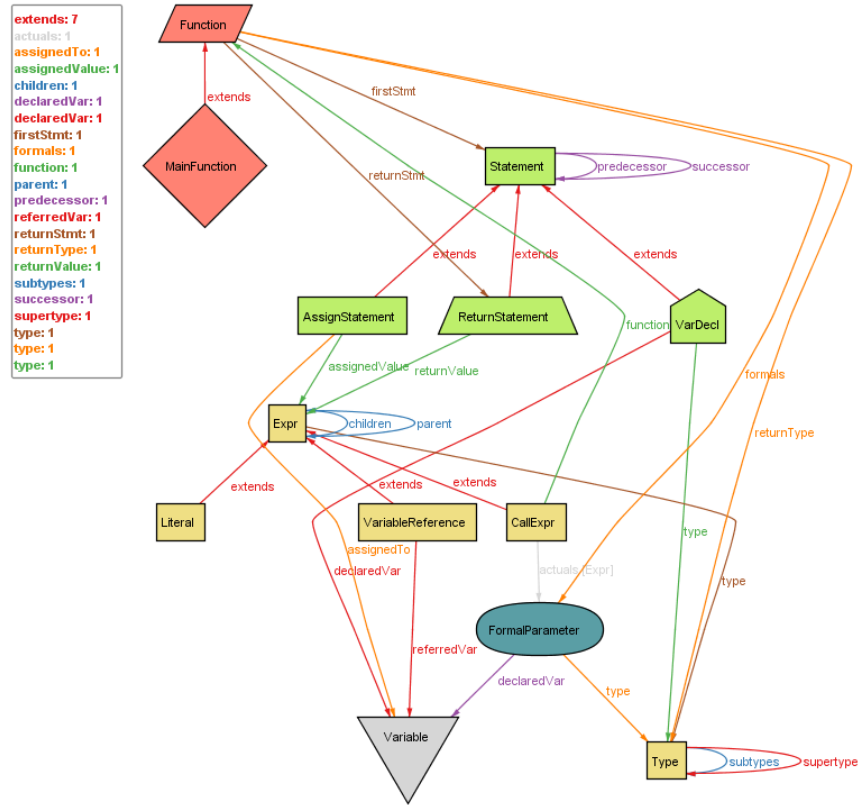 extends: 7
actuals: 1
assignedTo: 1
assignedValue: 1
children: 1
declaredVar: 1
declaredVar: 1
firstStmt: 1
formals: 1
function: 1
parent: 1
predecessor: 1
referredVar: 1
returnStmt: 1
returnType: 1
returnValue: 1
subtypes: 1
successor: 1
supertype: 1
type: 1
type: 1
type: 1
Function
extends
firstStmt
MainFunction
Statement
predecessor
successor
returnStmt
extends
extends
extends
AssignStatement
ReturnStatement
function
VarDecl
assignedValue
returnValue
formals
Expr
children
parent
returnType
extends
extends
extends
Literal
VariableReference
CallExpr
type
assignedTo
declaredVar
actuals [Expr]
type
FormalParameter
referredVar
declaredVar
type
Variable
Type
subtypes
supertype